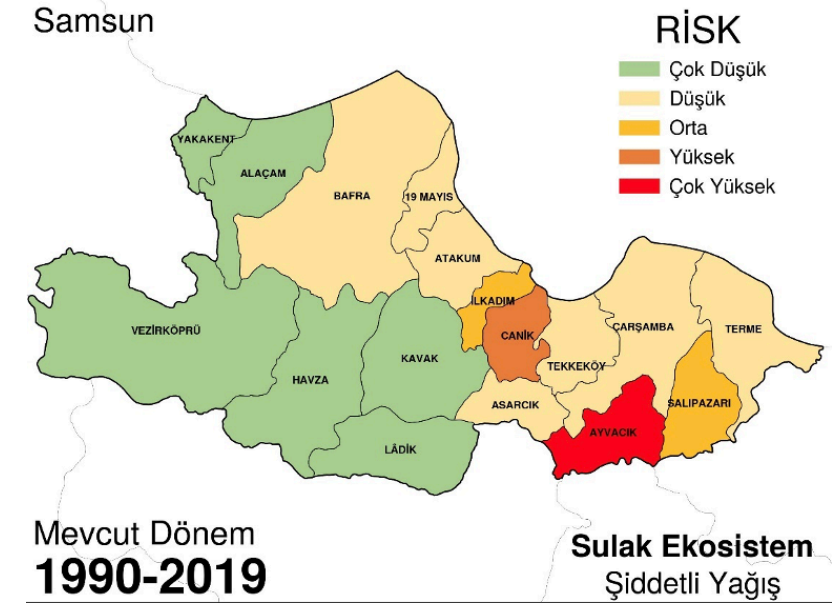 Samsun
RİSK
Çok Düşük
Düşük
Orta
Yüksek
Çok Yüksek
YAKAKENT
ALAÇAM
BAFRA
19 MAYIS
ATAKUM
İLKADIM
CANİK
VEZİRKÖPRÜ
HAVZA
KAVAK
TEKKEKÖY
ÇARŞAMBA
TERME
ASARCIK
SALIPAZARI
AYVACIK
LÂDİK
Mevcut Dönem
1990-2019
Sulak Ekosistem
Şiddetli Yağış